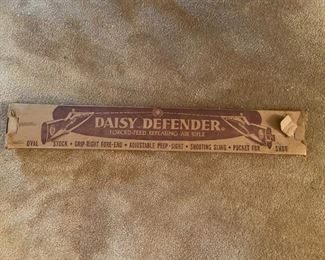 DAISY DEFENDER
FORCED-FEED REPEATING AIR RIFLE
OVAL STOCK • GRIP-RIGHT FORE-END • ADJUSTABLE PEEP-SIGHT • SHOOTING SLING • POCKET FOR SHOT